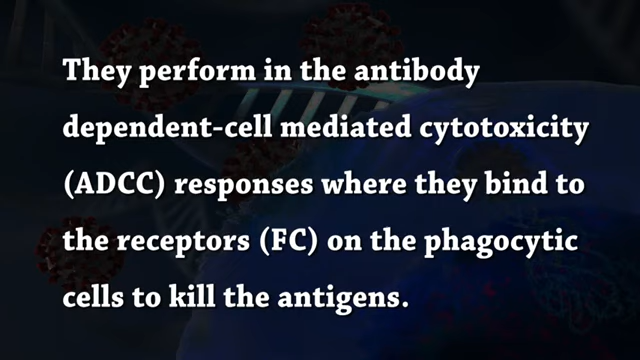 They perform in the antibody
dependent-cell mediated cytotoxicity
(ADCC) responses where they bind to
the receptors (FC) on the phagocytic
cells to kill the antigens.